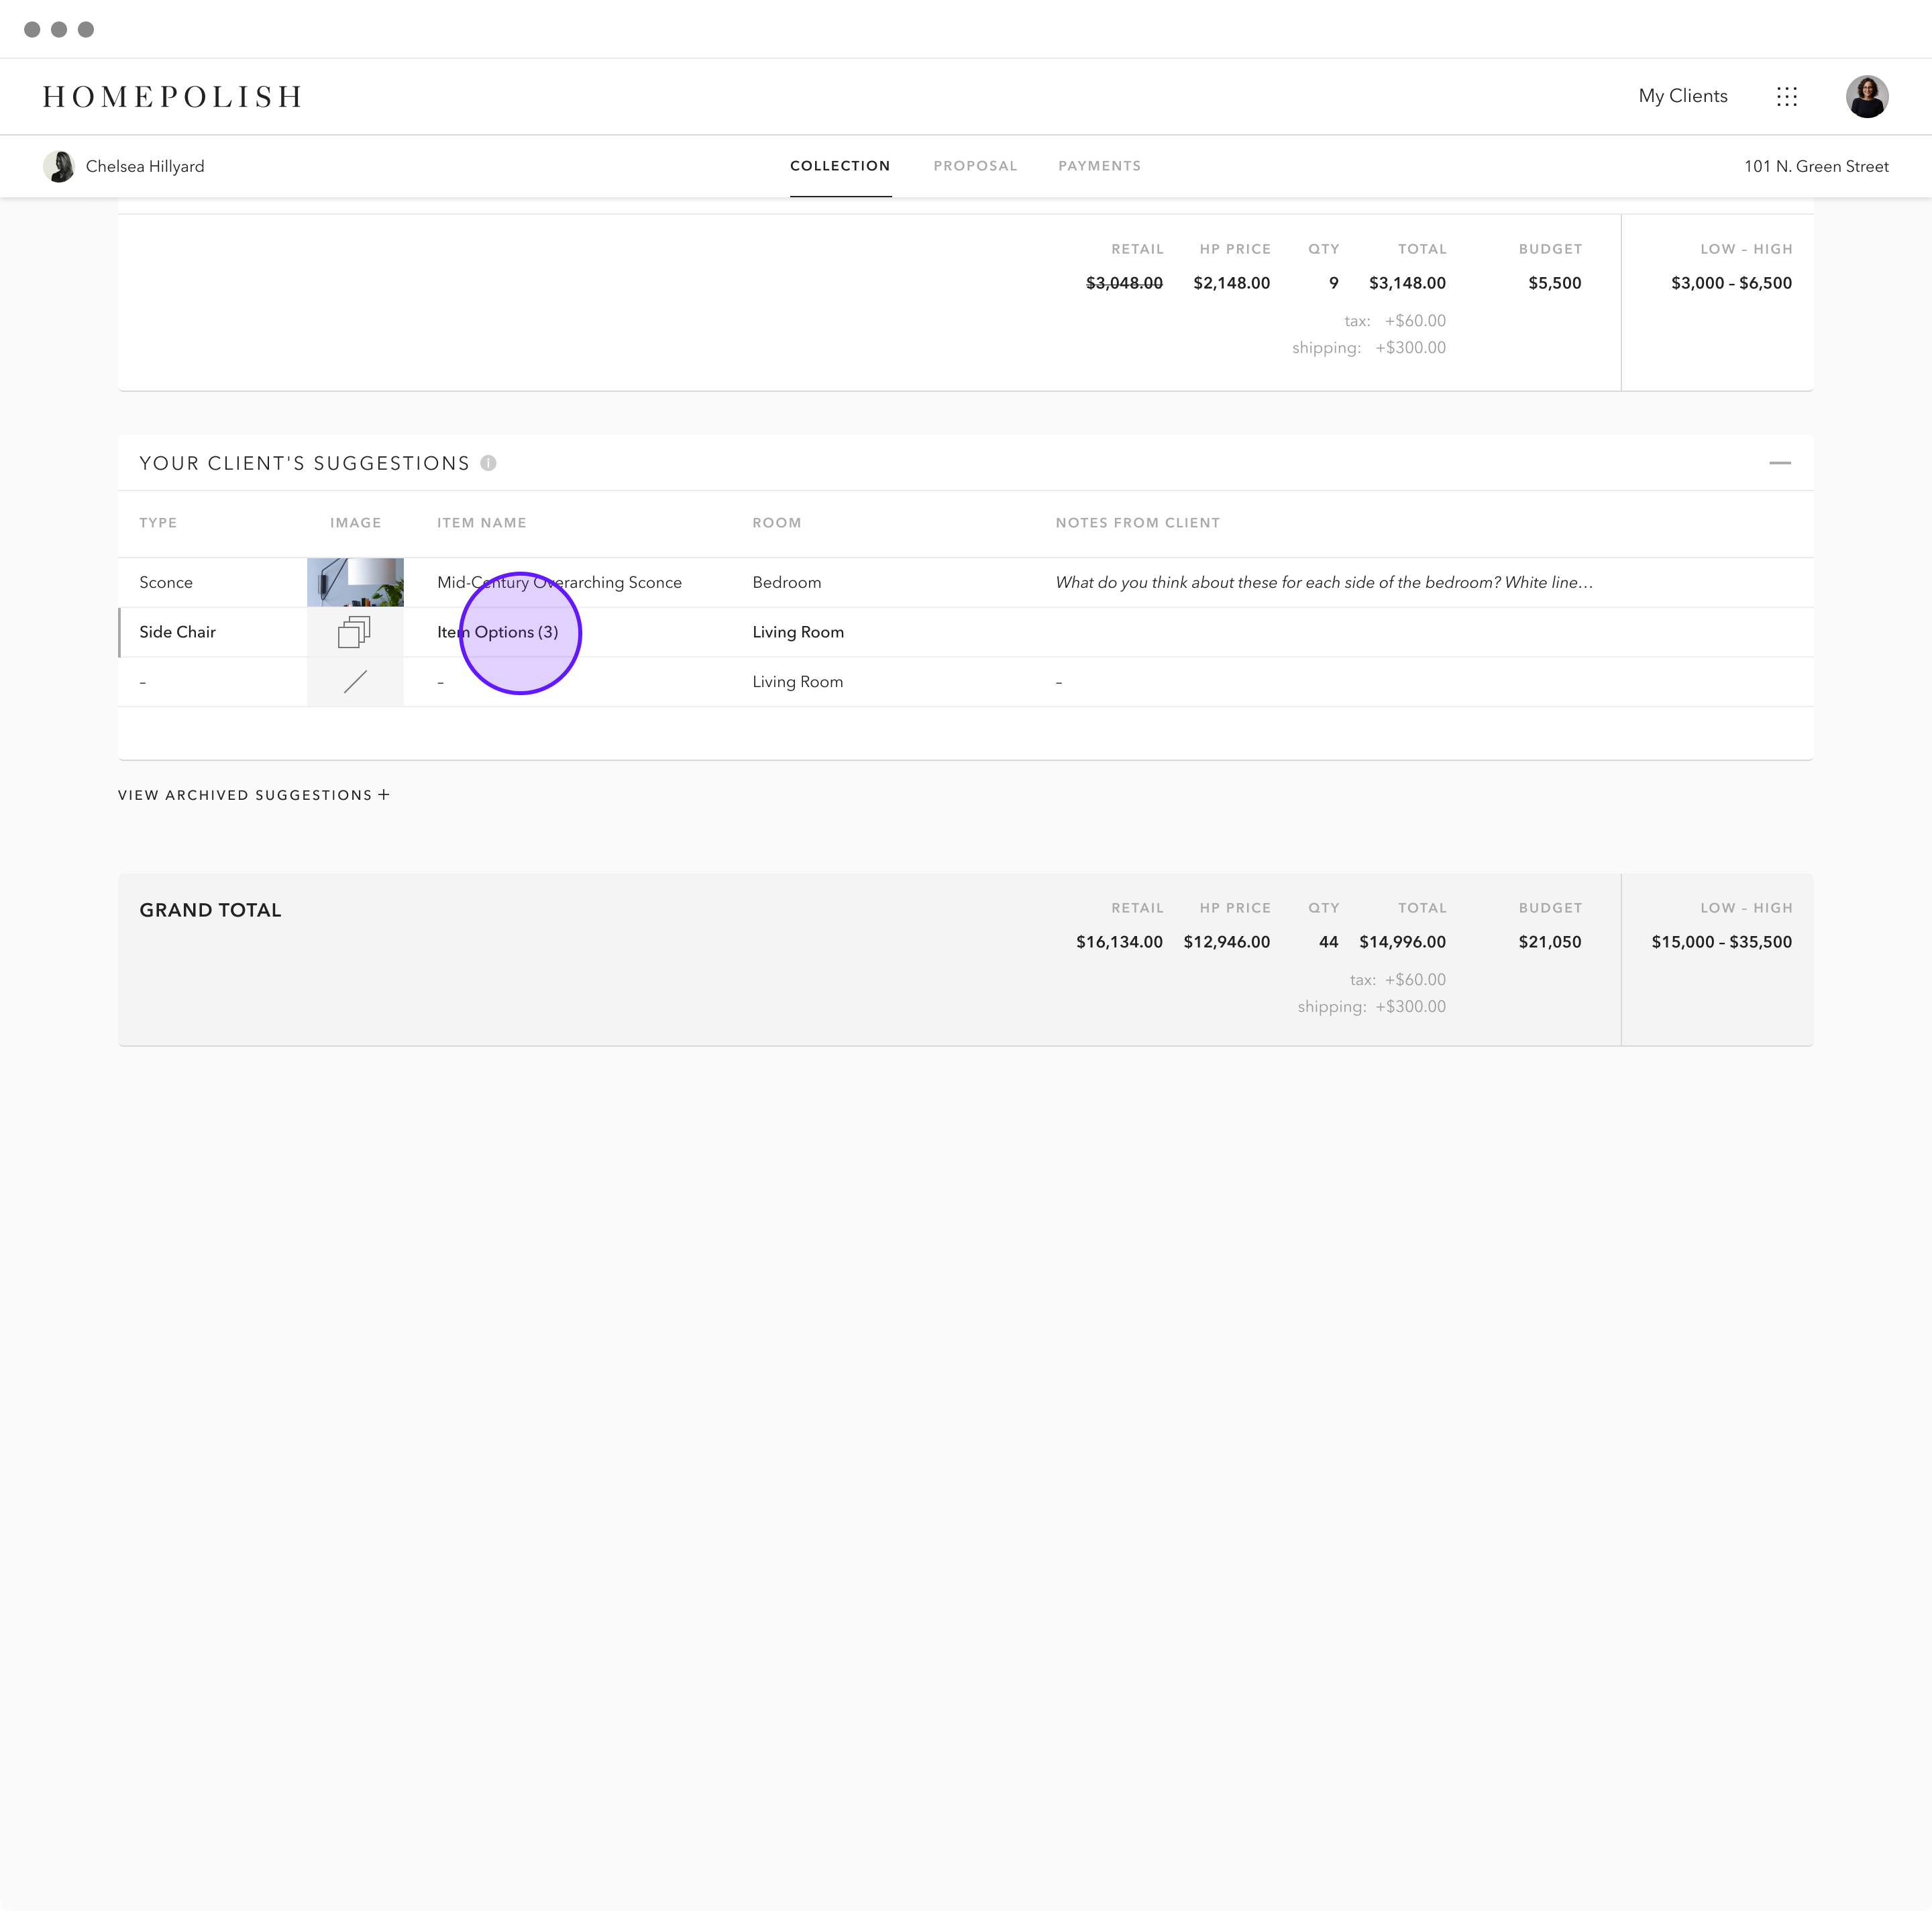 HOMEPOLISH
My Clients
Chelsea Hillyard
COLLECTION PROPOSAL PAYMENTS
101 N. Green Street
RETAIL HP PRICE QTY TOTAL BUDGET LOW – HIGH
$3,048.00 $2,148.00 9 $3,148.00 $5,500 $3,000 – $6,500
tax: +$60.00
shipping: +$300.00
YOUR CLIENT'S SUGGESTIONS i
TYPE IMAGE ITEM NAME ROOM NOTES FROM CLIENT
Sconce Mid-Century Overarching Sconce Bedroom What do you think about these for each side of the bedroom? White line…
Side Chair Item Options (3) Living Room
– – Living Room –
VIEW ARCHIVED SUGGESTIONS +
GRAND TOTAL
RETAIL HP PRICE QTY TOTAL BUDGET LOW – HIGH
$16,134.00 $12,946.00 44 $14,996.00 $21,050 $15,000 – $35,500
tax: +$60.00
shipping: +$300.00